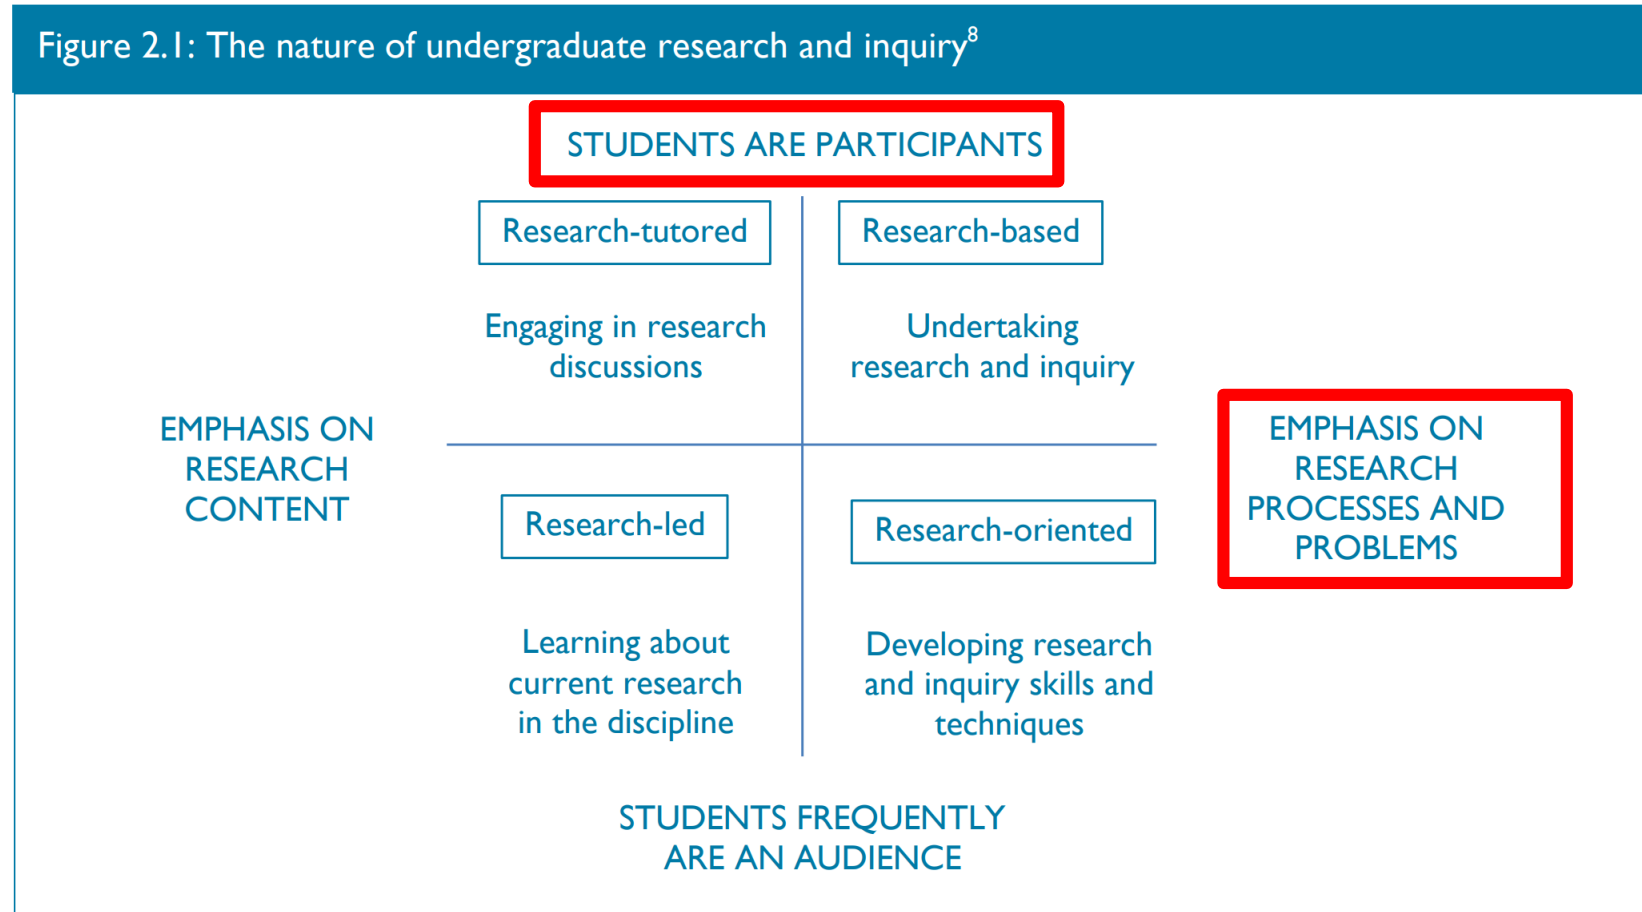 Figure 2.1: The nature of undergraduate research and inquiry8
STUDENTS ARE PARTICIPANTS
Research-tutored
Research-based
Engaging in research
discussions
Undertaking
research and inquiry
EMPHASIS ON
RESEARCH
CONTENT
EMPHASIS ON
RESEARCH
PROCESSES AND
PROBLEMS
Research-led
Research-oriented
Learning about
current research
in the discipline
Developing research
and inquiry skills and
techniques
STUDENTS FREQUENTLY
ARE AN AUDIENCE